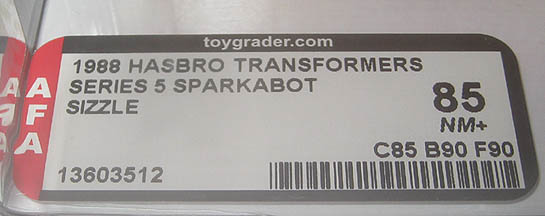 toygrader.com
1988 HASBRO TRANSFORMERS
SERIES 5 SPARKABOT
SIZZLE
85
NM+
C85 B90 F90
13603512
AFA